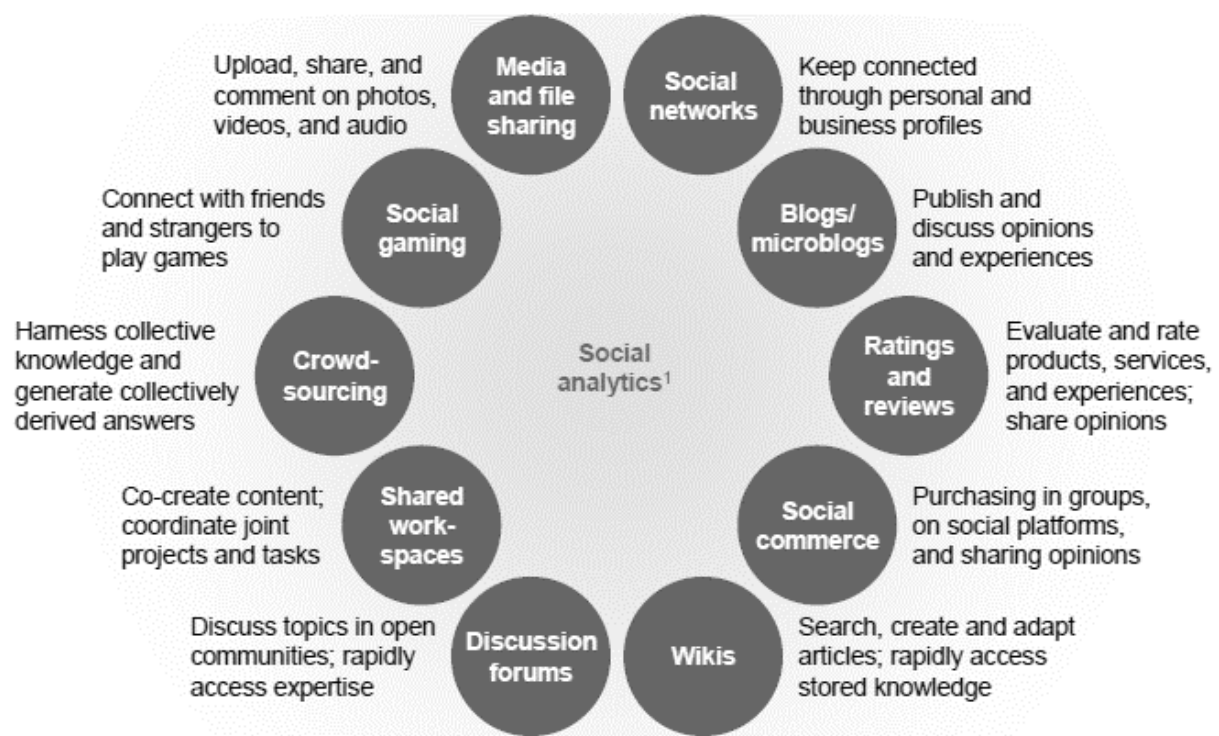 Upload, share, and
comment on photos,
videos, and audio
Media
and file
sharing
Social
networks
Keep connected
through personal and
business profiles
Connect with friends
and strangers to
play games
Social
gaming
Blogs/
microblogs
Publish and
discuss opinions
and experiences
Harness collective
knowledge and
generate collectively
derived answers
Crowd-
sourcing
Social
analytics¹
Ratings
and
reviews
Evaluate and rate
products, services,
and experiences;
share opinions
Co-create content;
coordinate joint
projects and tasks
Shared
work-
spaces
Social
commerce
Purchasing in groups,
on social platforms,
and sharing opinions
Discuss topics in open
communities; rapidly
access expertise
Discussion
forums
Wikis
Search, create and adapt
articles; rapidly access
stored knowledge